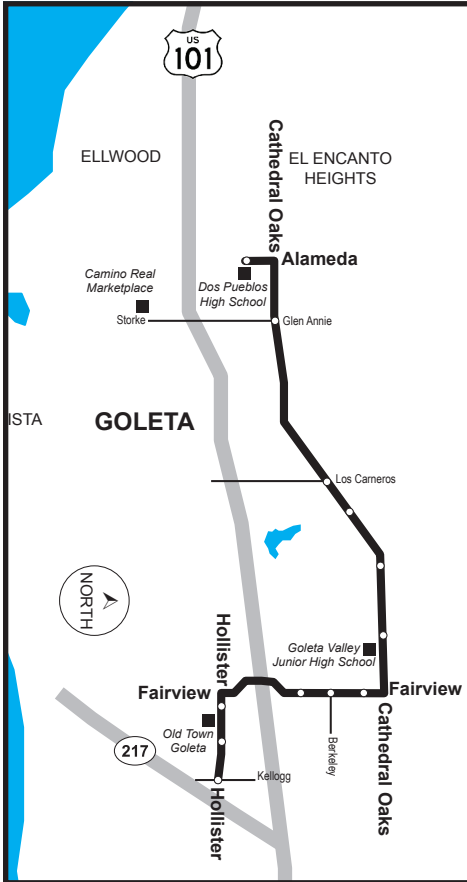 US
101
ELLWOOD
Cathedral Oaks
EL ENCANTO
HEIGHTS
Alameda
Camino Real
Marketplace
Dos Pueblos
High School
Storke
Glen Annie
ISTA
GOLETA
Los Carneros
NORTH
Hollister
Goleta Valley
Junior High School
Fairview
Fairview
Cathedral Oaks
Old Town
Goleta
Berkeley
217
Kellogg
Hollister